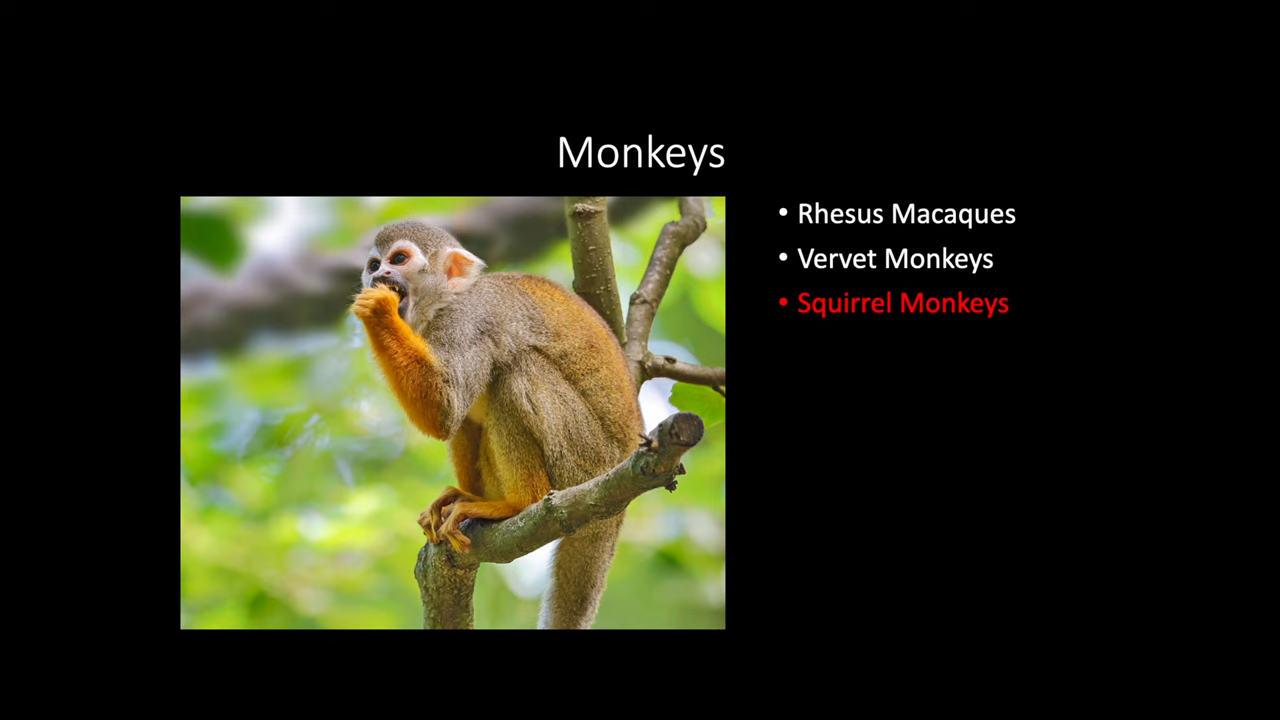 Monkeys
• Rhesus Macaques
• Vervet Monkeys
• Squirrel Monkeys